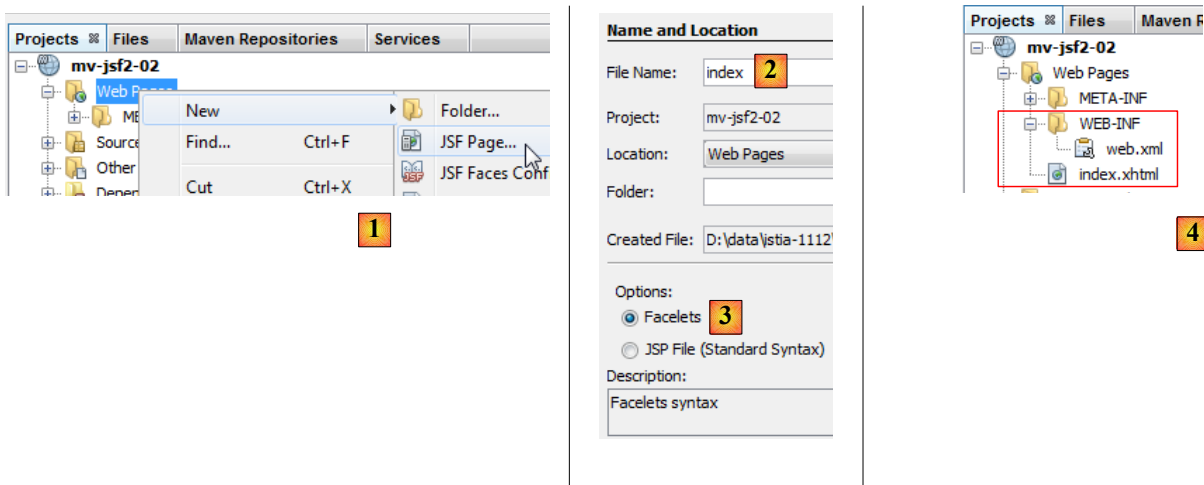 Projects Files Maven Repositories Services
mv-jsf2-02
Web
New
Folder...
Source
Find... Ctrl+F
JSF Page...
Other
JSF Faces Conf
Cut Ctrl+X
1
Name and Location
File Name: index 2
Project: mv-jsf2-02
Location: Web Pages
Folder:
Created File: D:\data\istia-1112\
Options:
Facelets 3
JSP File (Standard Syntax)
Description:
Facelets syntax
Projects Files Maven R
mv-jsf2-02
Web Pages
META-INF
WEB-INF
web.xml
index.xhtml
4